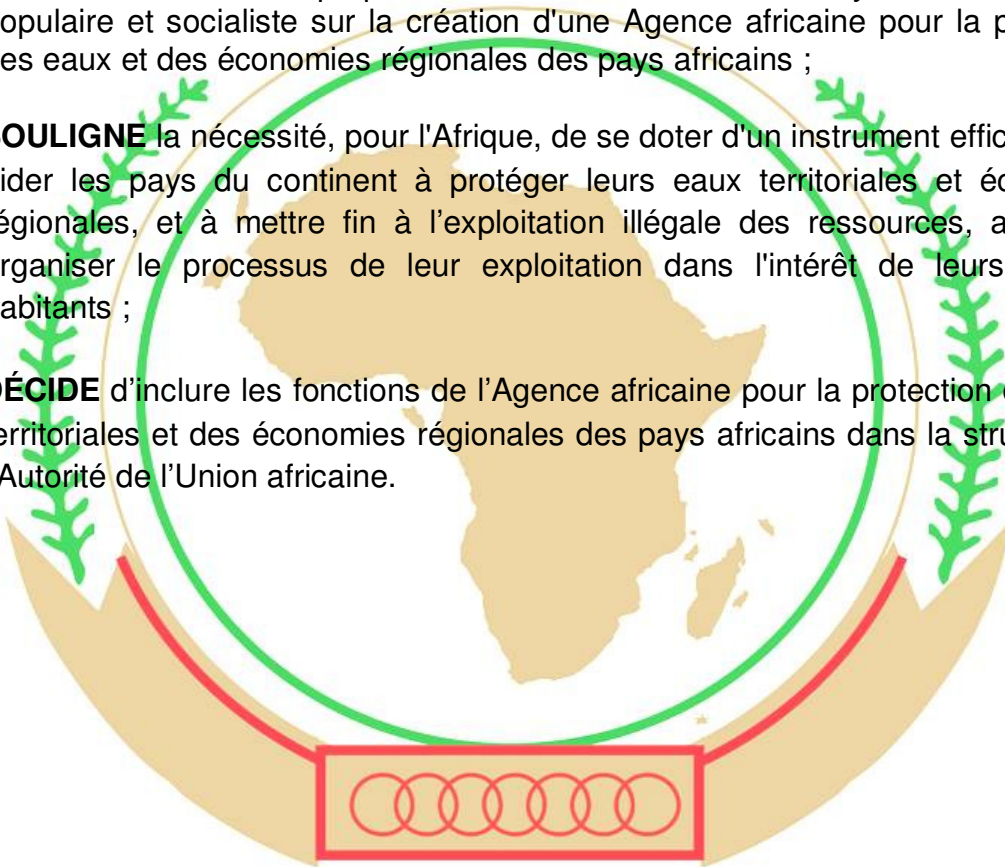 opulaire et socialiste sur la création d'une Agence africaine pour la p
es eaux et des économies régionales des pays africains ;
OULIGNE la nécessité, pour l'Afrique, de se doter d'un instrument effic
ider les pays du continent à protéger leurs eaux territoriales et éc
égionales, et à mettre fin à l’exploitation illégale des ressources, a
rganiser le processus de leur exploitation dans l'intérêt de leurs
abitants ;
ÉCIDE d’inclure les fonctions de l’Agence africaine pour la protection
erritoriales et des économies régionales des pays africains dans la stru
Autorité de l’Union africaine.